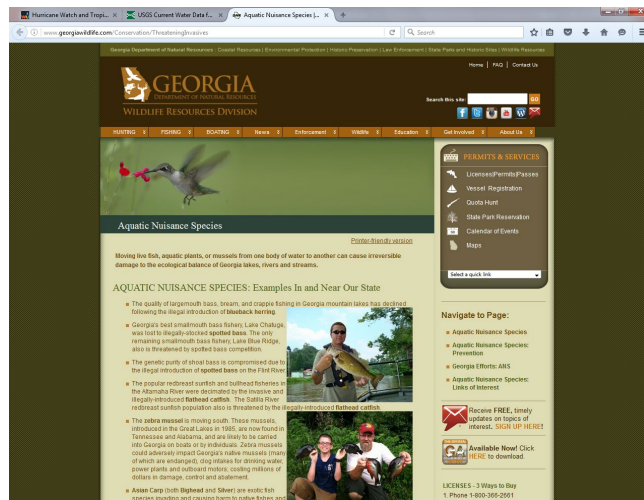 Hurricane Watch and Tropi...
USGS Current Water Data f...
Aquatic Nuisance Species |...
www.georgiawildlife.com/Conservation/ThreateningInvasives
Search
Georgia Department of Natural Resources: Coastal Resources | Environmental Protection | Historic Preservation | Law Enforcement | State Parks and Historic Sites | Wildlife Resources
Home | FAQ | Contact Us
GEORGIA
DEPARTMENT OF NATURAL RESOURCES
WILDLIFE RESOURCES DIVISION
Search this site:
GO
HUNTING
FISHING
BOATING
News
Enforcement
Wildlife
Education
Get Involved
About Us
PERMITS & SERVICES
Licenses|Permits|Passes
Vessel Registration
Quota Hunt
State Park Reservation
Calendar of Events
Maps
Select a quick link
Aquatic Nuisance Species
Printer-friendly version
Moving live fish, aquatic plants, or mussels from one body of water to another can cause irreversible
damage to the ecological balance of Georgia lakes, rivers and streams.
AQUATIC NUISANCE SPECIES: Examples In and Near Our State
The quality of largemouth bass, bream, and crappie fishing in Georgia mountain lakes has declined
following the illegal introduction of blueback herring.
Georgia's best smallmouth bass fishery, Lake Chatuge,
was lost to illegally-stocked spotted bass. The only
remaining smallmouth bass fishery, Lake Blue Ridge,
also is threatened by spotted bass competition.
The genetic purity of shoal bass is compromised due to
the illegal introduction of spotted bass on the Flint River
The popular redbreast sunfish and bullhead fisheries in
the Altamaha River were decimated by the invasive and
illegally-introduced flathead catfish. The Satilla River
redbreast sunfish population also is threatened by the illegally-introduced flathead catfish.
The zebra mussel is moving south. These mussels,
introduced in the Great Lakes in 1985, are now found in
Tennessee and Alabama, and are likely to be carried
into Georgia on boats or by individuals. Zebra mussels
could adversely impact Georgia's native mussels (many
of which are endangered), clog intakes for drinking water,
power plants and outboard motors; costing millions of
dollars in damage, control and abatement.
Asian Carp (both Bighead and Silver) are exotic fish
species invading and causing harm to native fishes and
Navigate to Page:
Aquatic Nuisance Species
Aquatic Nuisance Species:
Prevention
Georgia Efforts: ANS
Aquatic Nuisance Species:
Links of Interest
Receive FREE, timely
updates on topics of
interest. SIGN UP HERE!
Available Now! Click
HERE to download.
LICENSES - 3 Ways to Buy
1. Phone 1-800-366-2661